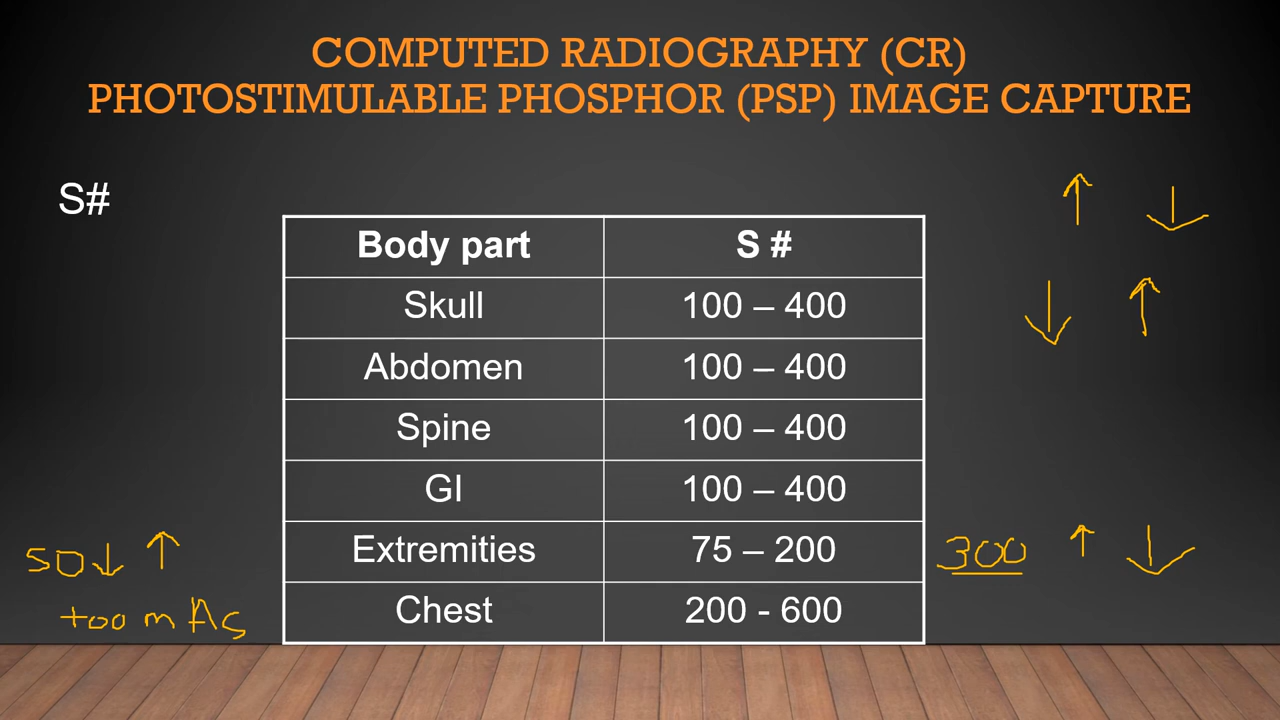 COMPUTED RADIOGRAPHY (CR)
PHOTOSTIMULABLE PHOSPHOR (PSP) IMAGE CAPTURE
S#
Body part S #
Skull 100 – 400
Abdomen 100 – 400
Spine 100 – 400
GI 100 – 400
Extremities 75 – 200
Chest 200 - 600
50↓ ↑
too mAs
↑ ↓
↓ ↑
300 ↑ ↓